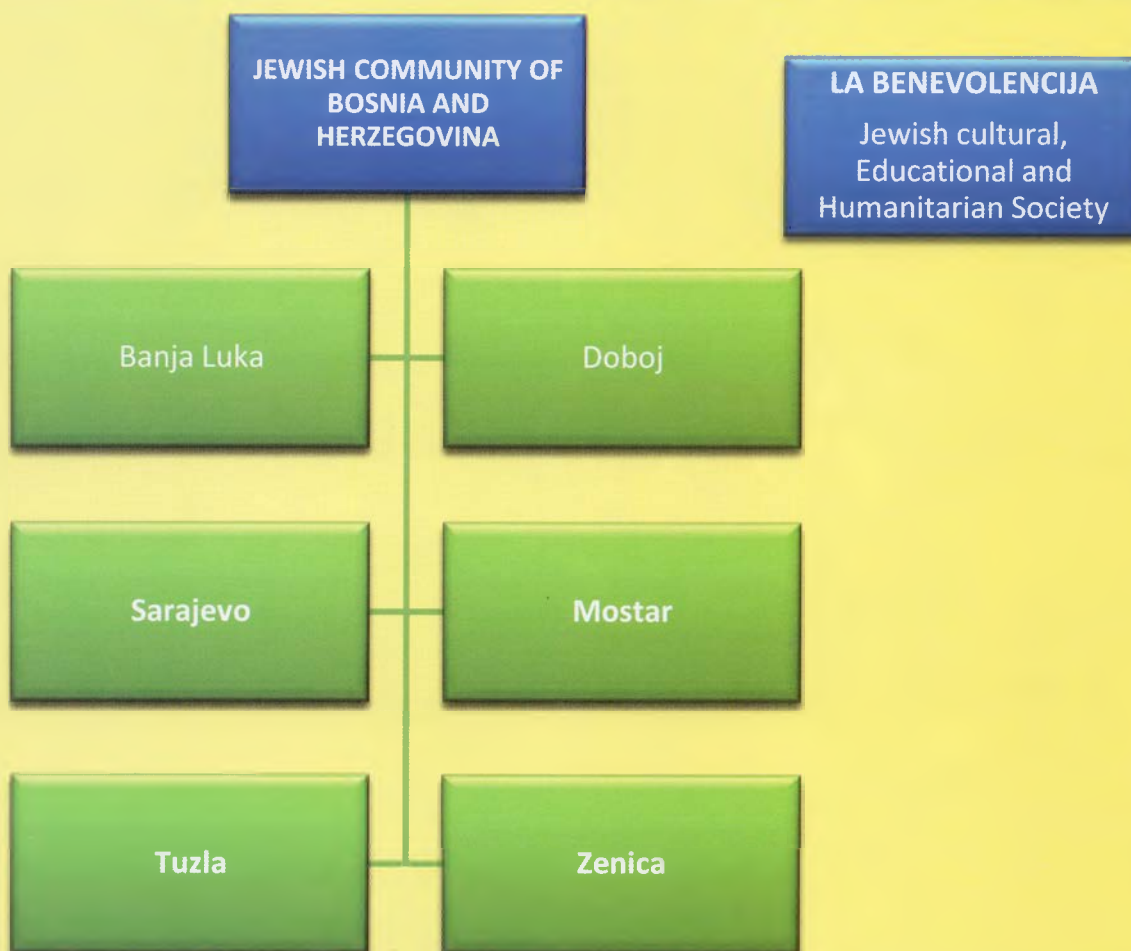 JEWISH COMMUNITY OF
BOSNIA AND
HERZEGOVINA
LA BENEVOLENCIJA
Jewish cultural,
Educational and
Humanitarian Society
Banja Luka
Doboj
Sarajevo
Mostar
Tuzla
Zenica